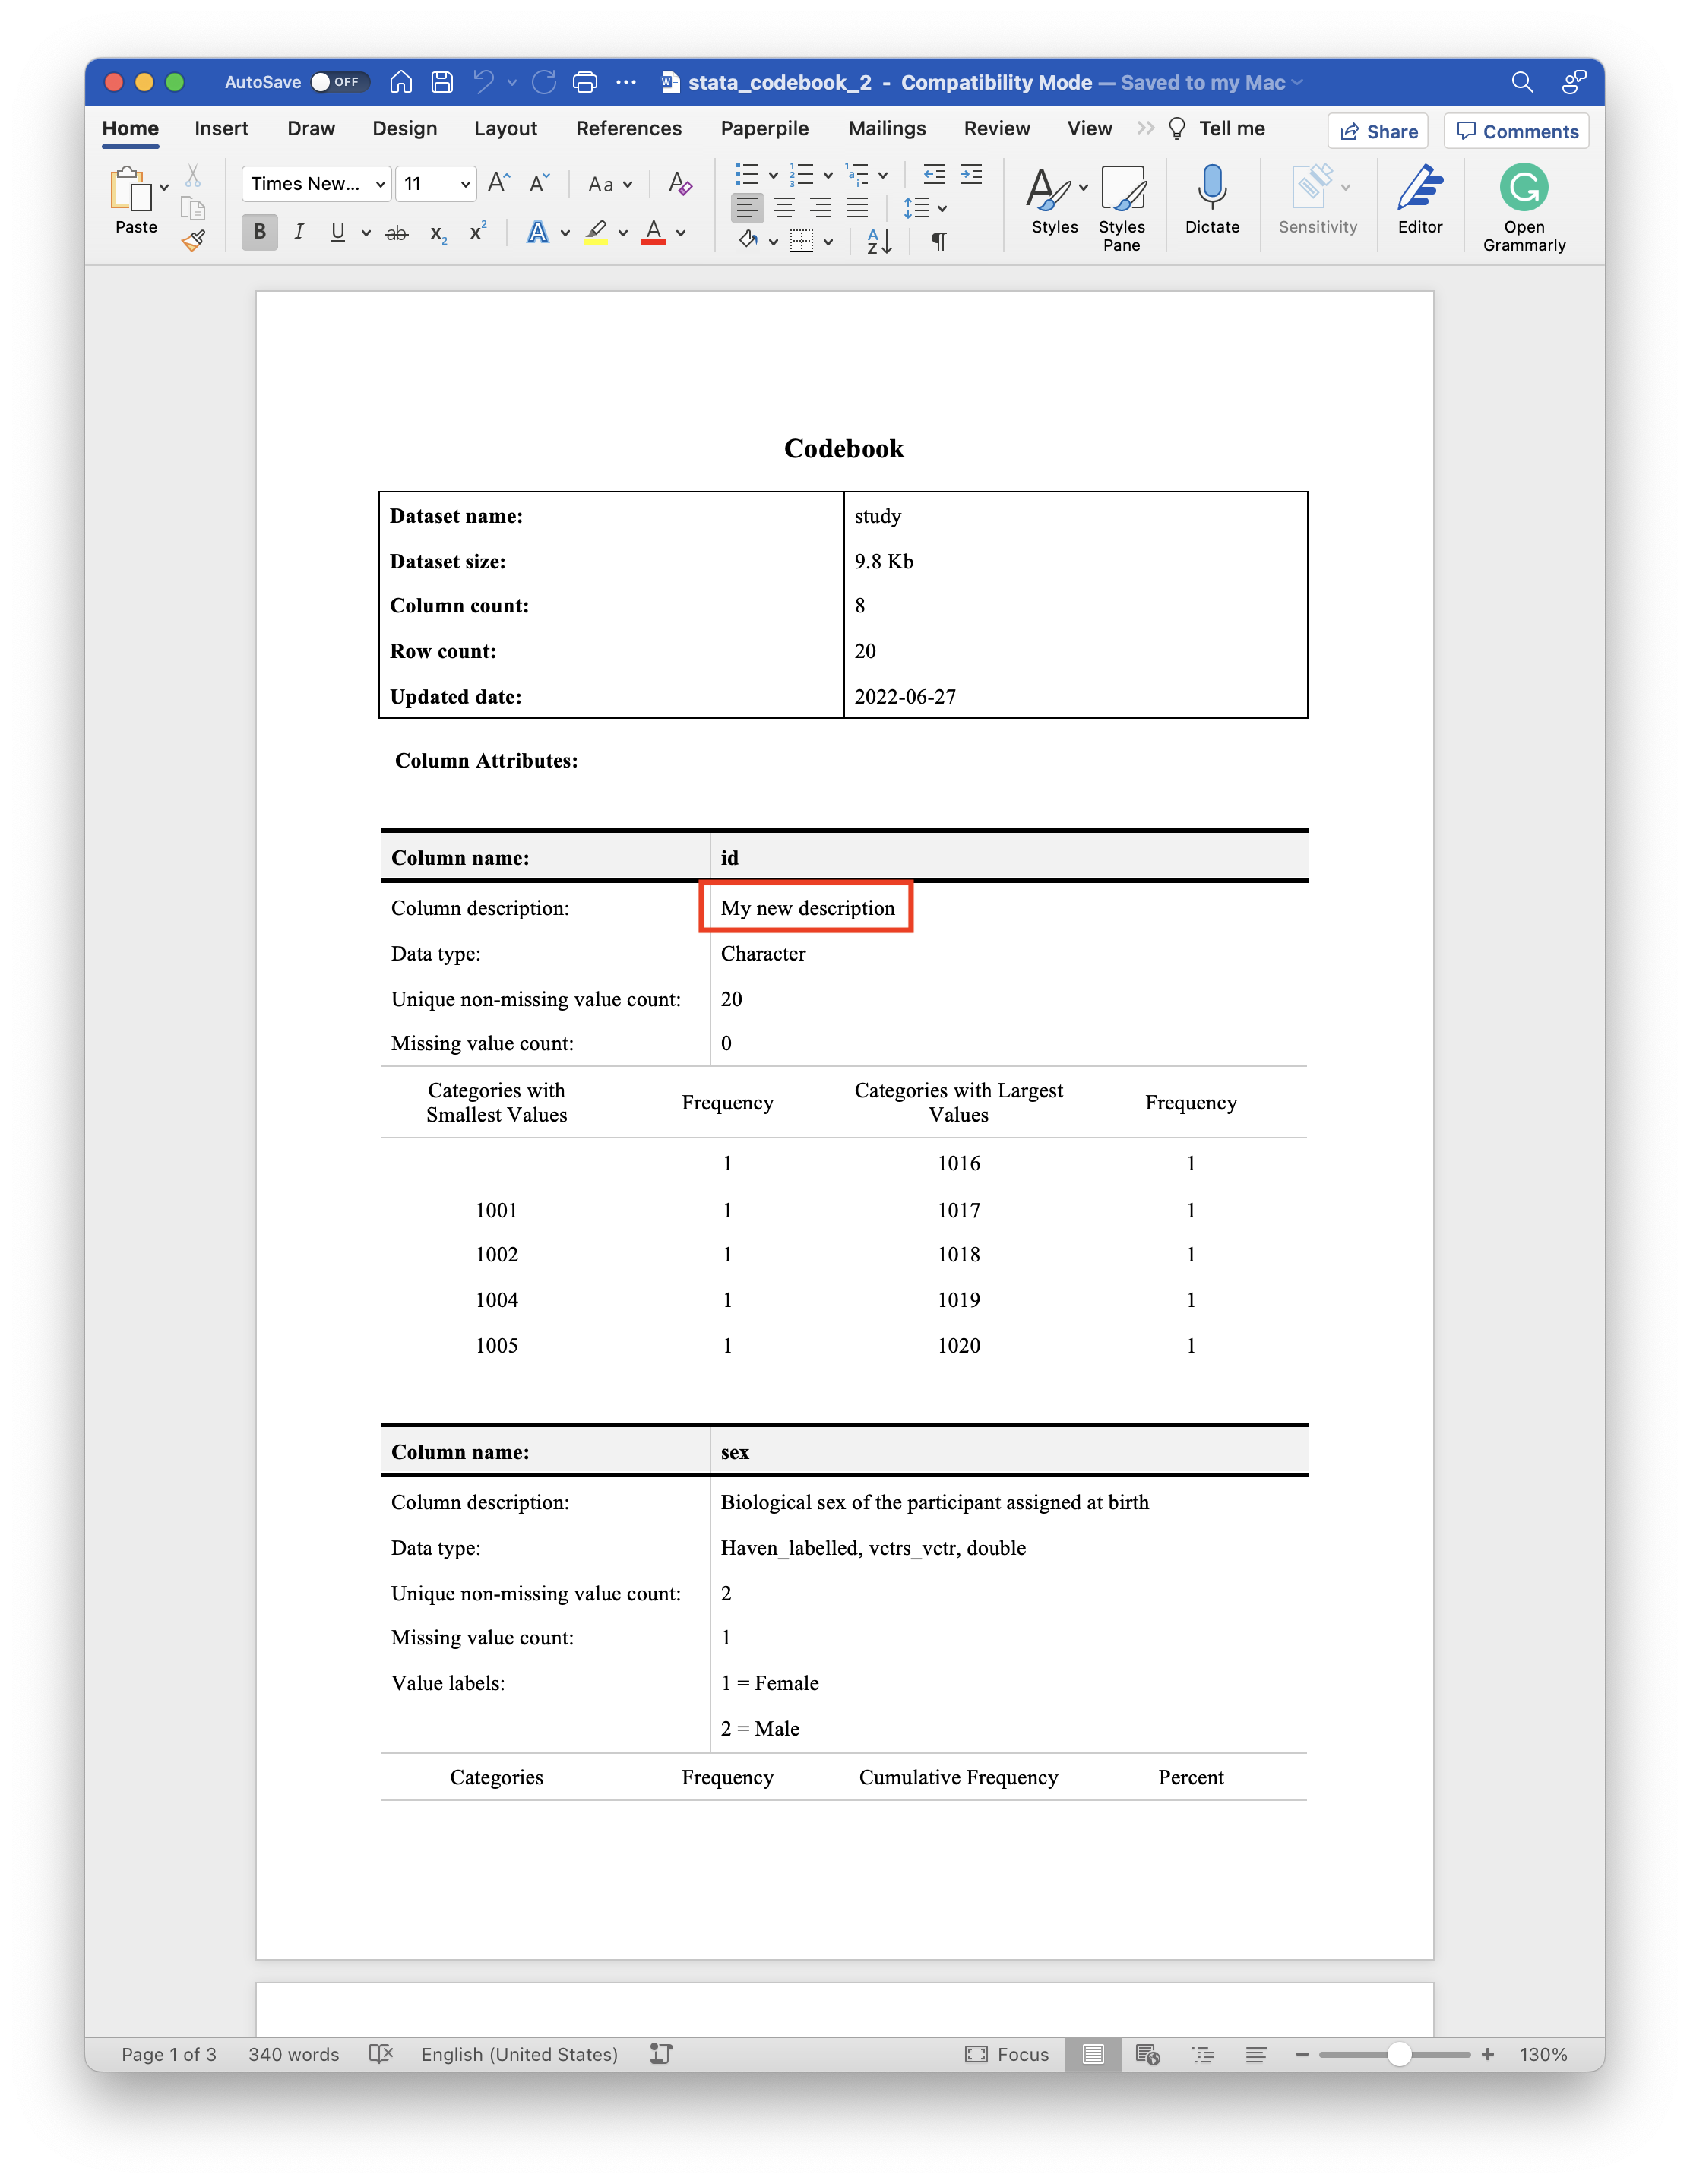 AutoSave OFF stata_codebook_2 - Compatibility Mode — Saved to my Mac
Home Insert Draw Design Layout References Paperpile Mailings Review View Tell me Share Comments
Paste Times New... 11 Styles Styles Pane Dictate Sensitivity Editor Open Grammarly
Codebook
Dataset name: study
Dataset size: 9.8 Kb
Column count: 8
Row count: 20
Updated date: 2022-06-27
Column Attributes:
Column name: id
Column description: My new description
Data type: Character
Unique non-missing value count: 20
Missing value count: 0
Categories with Smallest Values Frequency Categories with Largest Values Frequency
1 1016 1
1001 1 1017 1
1002 1 1018 1
1004 1 1019 1
1005 1 1020 1
Column name: sex
Column description: Biological sex of the participant assigned at birth
Data type: Haven_labelled, vctrs_vctr, double
Unique non-missing value count: 2
Missing value count: 1
Value labels: 1 = Female
2 = Male
Categories Frequency Cumulative Frequency Percent
Page 1 of 3 340 words English (United States) Focus 130%